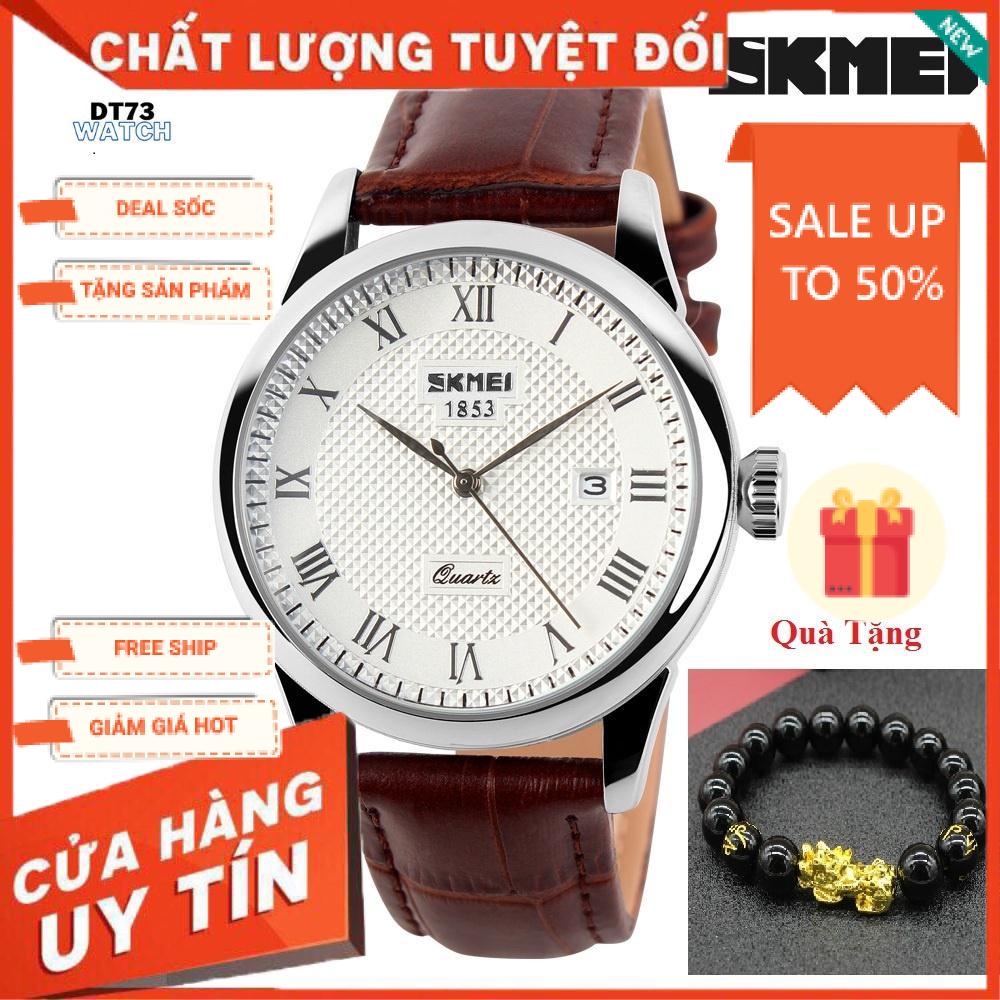 CHẤT LƯỢNG TUYỆT ĐỐI
SKMEI
NEW
DT73
WATCH
DEAL SỐC
TẶNG SẢN PHẨM
SALE UP
TO 50%
XII
I
II
III
IIII
V
VI
VII
VIII
IX
X
XI
SKMEI
1853
3
Quartz
Quà Tặng
FREE SHIP
GIẢM GIÁ HOT
CỬA HÀNG
UY TÍN